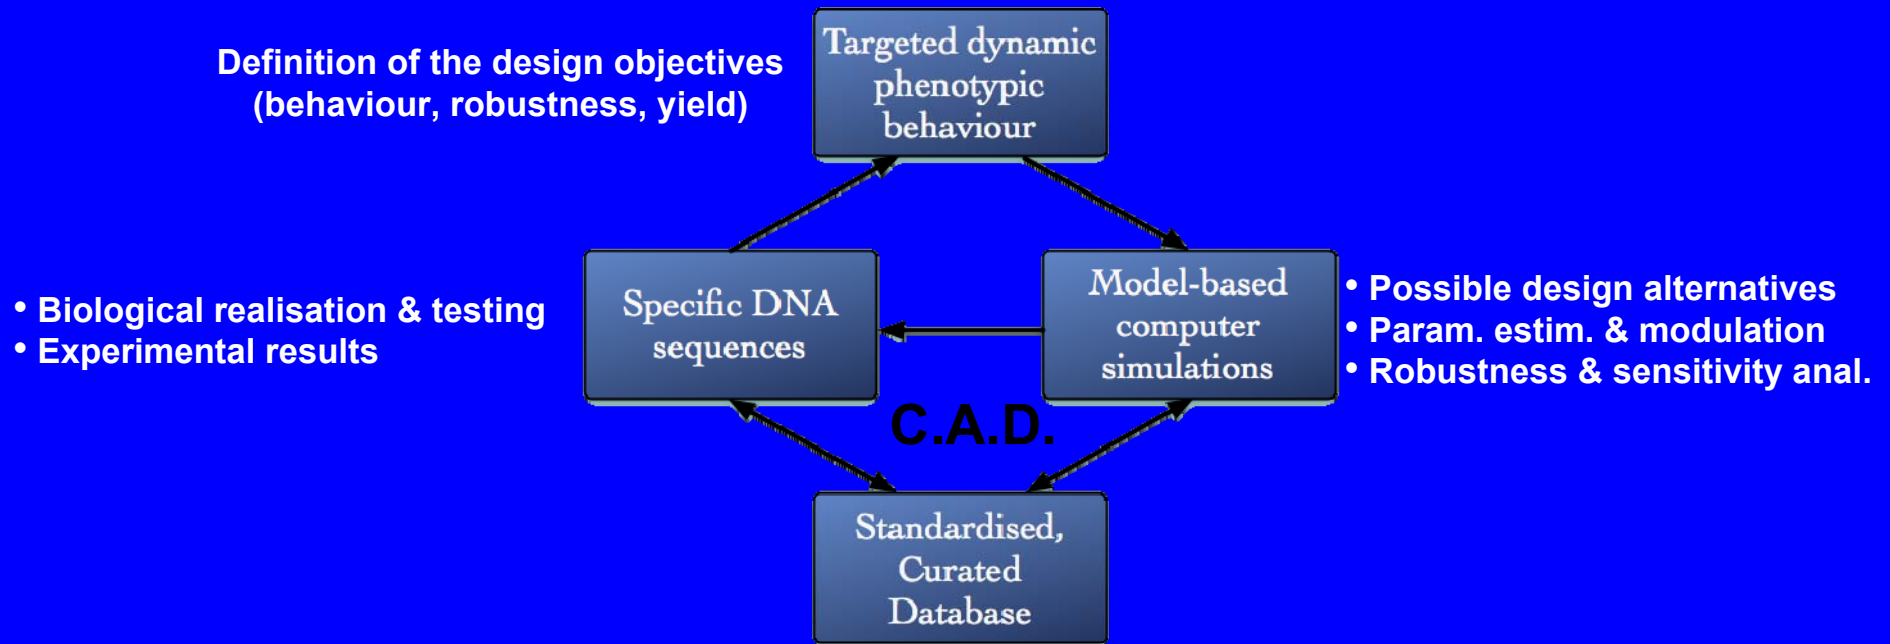 Definition of the design objectives
(behaviour, robustness, yield)
Targeted dynamic
phenotypic
behaviour
• Biological realisation & testing
• Experimental results
Specific DNA
sequences
Model-based
computer
simulations
• Possible design alternatives
• Param. estim. & modulation
• Robustness & sensitivity anal.
C.A.D.
Standardised,
Curated
Database